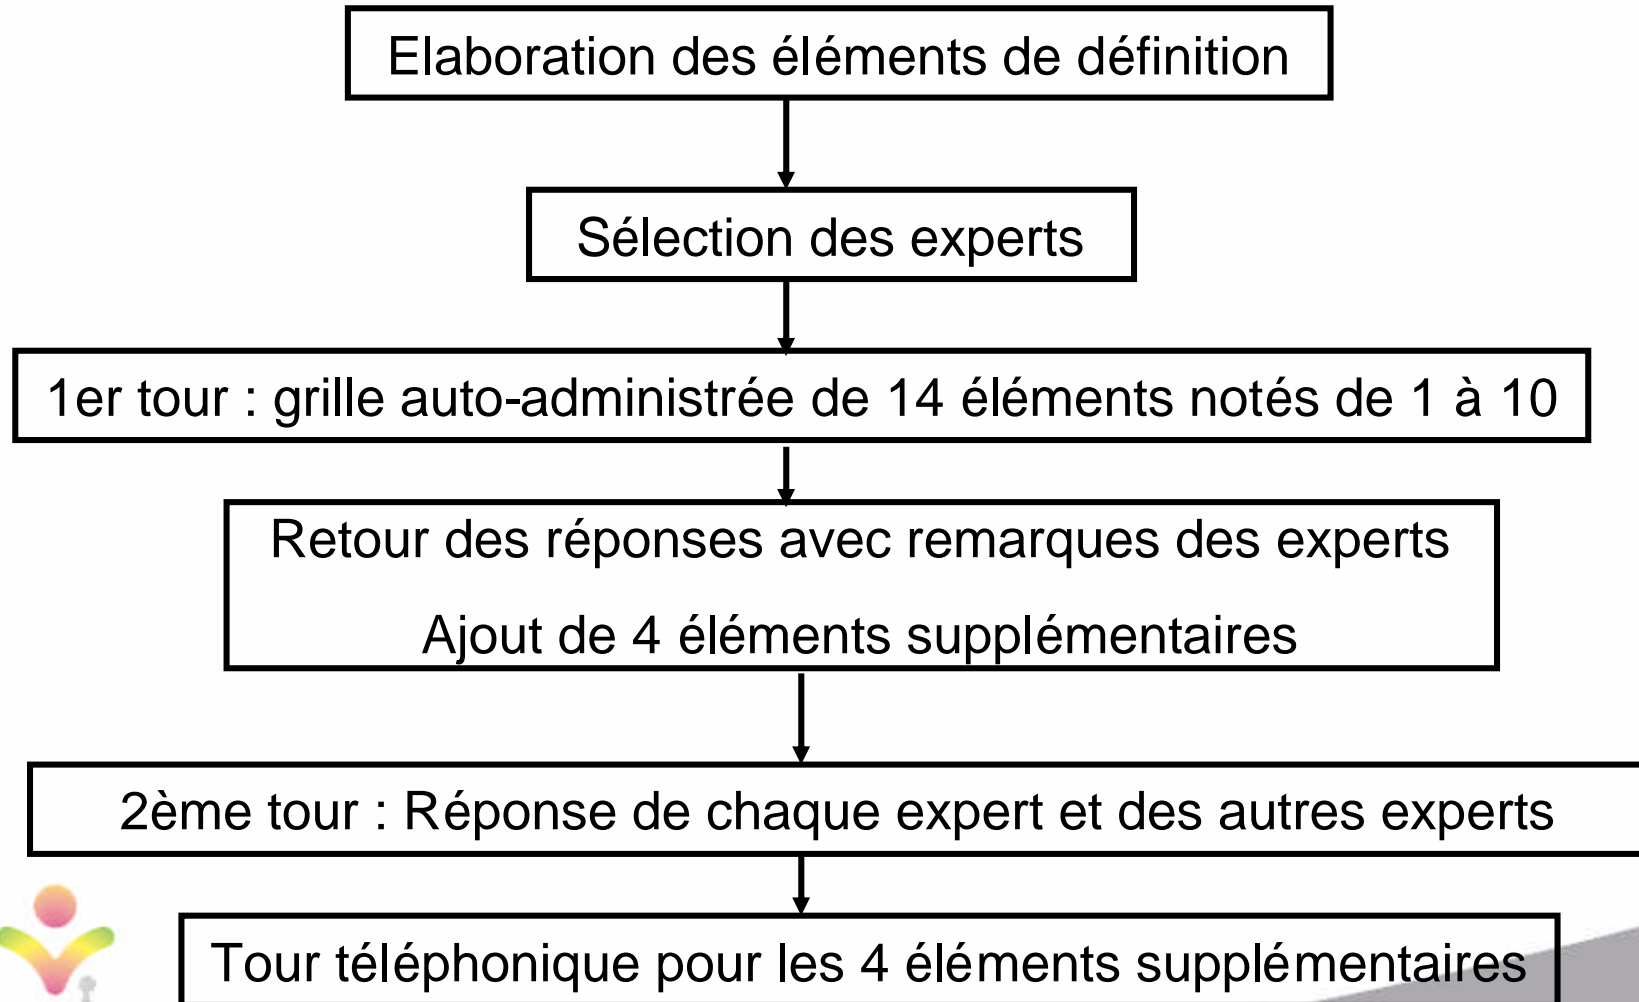 Elaboration des éléments de définition
Sélection des experts
1er tour : grille auto-administrée de 14 éléments notés de 1 à 10
Retour des réponses avec remarques des experts
Ajout de 4 éléments supplémentaires
2ème tour : Réponse de chaque expert et des autres experts
Tour téléphonique pour les 4 éléments supplémentaires